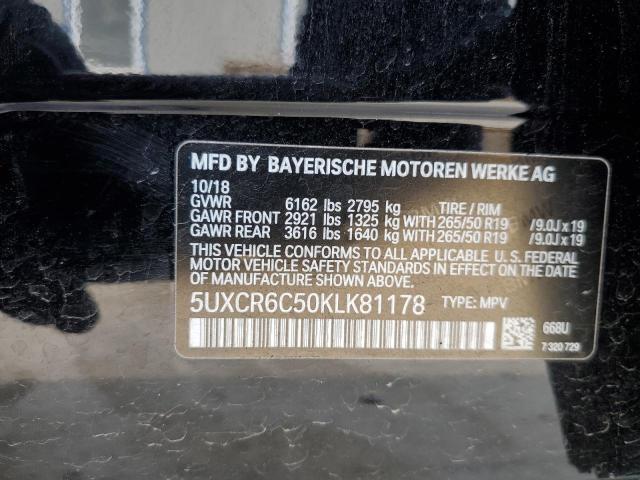 MFD BY BAYERISCHE MOTOREN WERKE AG
10/18
GVWR 6162 lbs 2795 kg TIRE / RIM
GAWR FRONT 2921 lbs 1325 kg WITH 265/50 R19 /9.0J x 19
GAWR REAR 3616 lbs 1640 kg WITH 265/50 R19 /9.0J x 19
THIS VEHICLE CONFORMS TO ALL APPLICABLE U. S. FEDERAL
MOTOR VEHICLE SAFETY STANDARDS IN EFFECT ON THE DATE
OF MANUFACTURE SHOWN ABOVE.
5UXCR6C50KLK81178 TYPE: MPV
668U
7 320 729